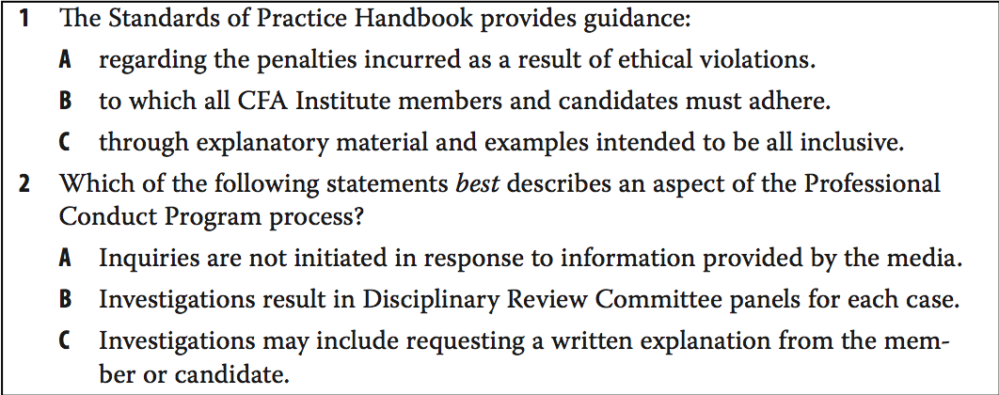 1 The Standards of Practice Handbook provides guidance:
A regarding the penalties incurred as a result of ethical violations.
B to which all CFA Institute members and candidates must adhere.
C through explanatory material and examples intended to be all inclusive.
2 Which of the following statements best describes an aspect of the Professional
Conduct Program process?
A Inquiries are not initiated in response to information provided by the media.
B Investigations result in Disciplinary Review Committee panels for each case.
C Investigations may include requesting a written explanation from the mem-
ber or candidate.